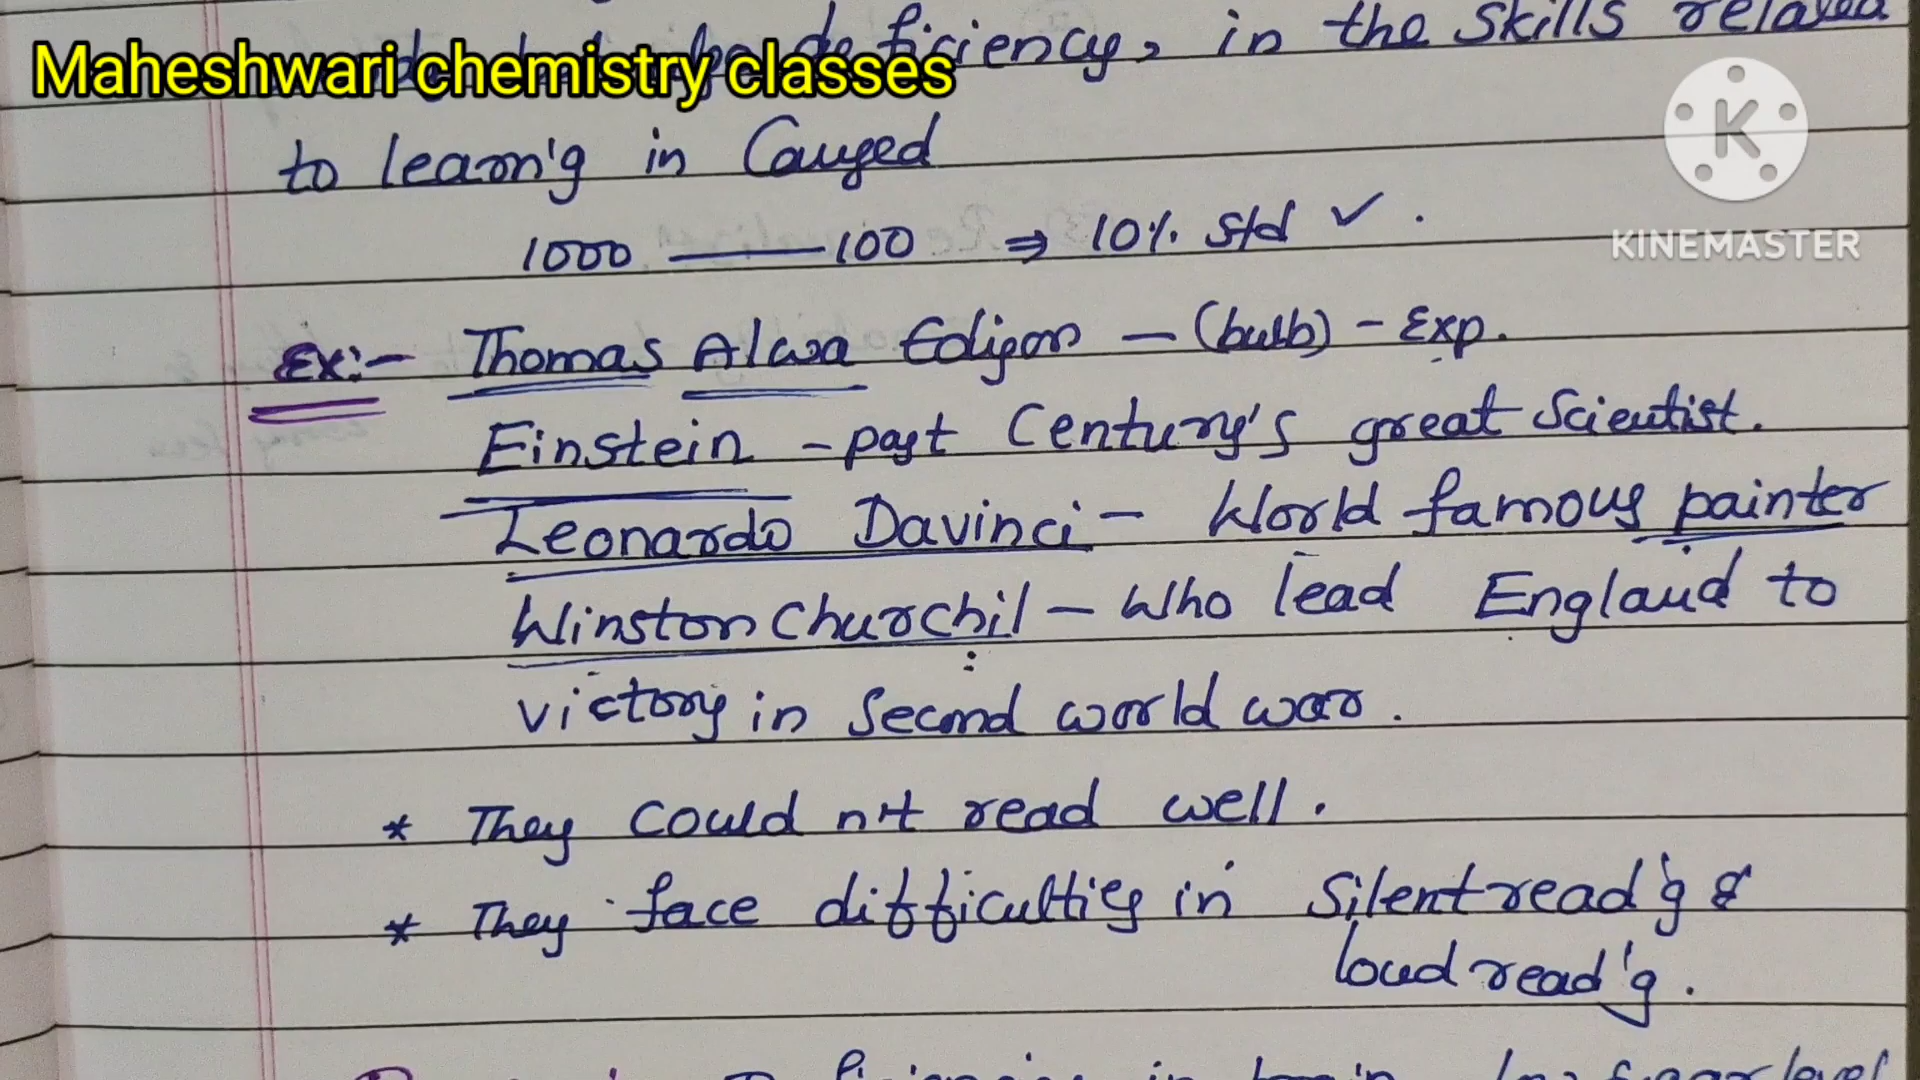 deficiency, in the skills related
Maheshwari chemistry classes
to learn'g in Caused
KINEMASTER
1000 — 100 ⇒ 10% Std ✓.
Ex:- Thomas Alwa Edison - (bulb) - Exp.
Einstein - past Century's great Scientist.
Leonardo Davinci - World famous painter
Winston Churchil - Who lead England to
victory in Second world war.
* They could n't read well.
* They face difficulties in Silent read'g &
loud read'g.